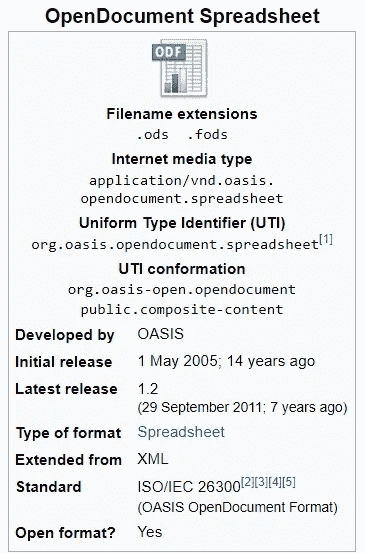 OpenDocument Spreadsheet
ODF
Filename extensions
.ods .fods
Internet media type
application/vnd.oasis.
opendocument.spreadsheet
Uniform Type Identifier (UTI)
org.oasis.opendocument.spreadsheet[1]
UTI conformation
org.oasis-open.opendocument
public.composite-content
Developed by OASIS
Initial release 1 May 2005; 14 years ago
Latest release 1.2
(29 September 2011; 7 years ago)
Type of format Spreadsheet
Extended from XML
Standard ISO/IEC 26300[2][3][4][5]
(OASIS OpenDocument Format)
Open format? Yes